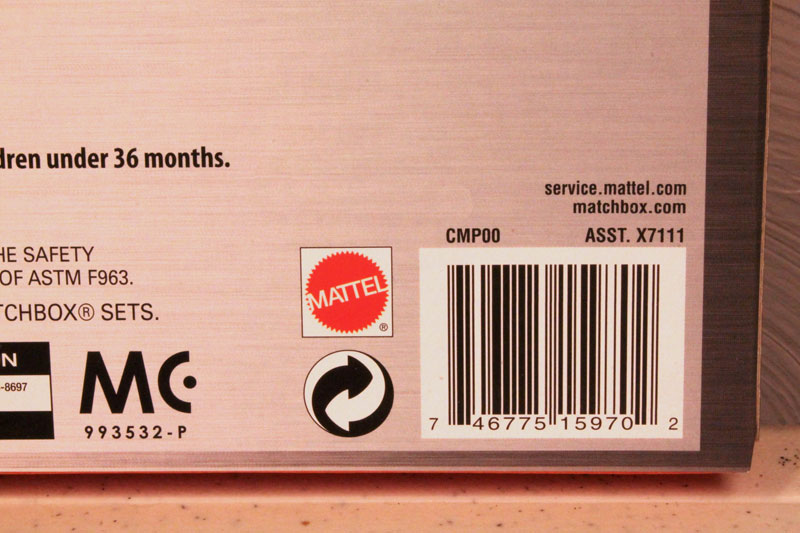 dren under 36 months.
service.mattel.com
matchbox.com
CMP00 ASST. X7111
HE SAFETY
OF ASTM F963.
TCHBOX® SETS.
MATTEL
®
N
-8697
MC
993532-P
7 46775 15970 2